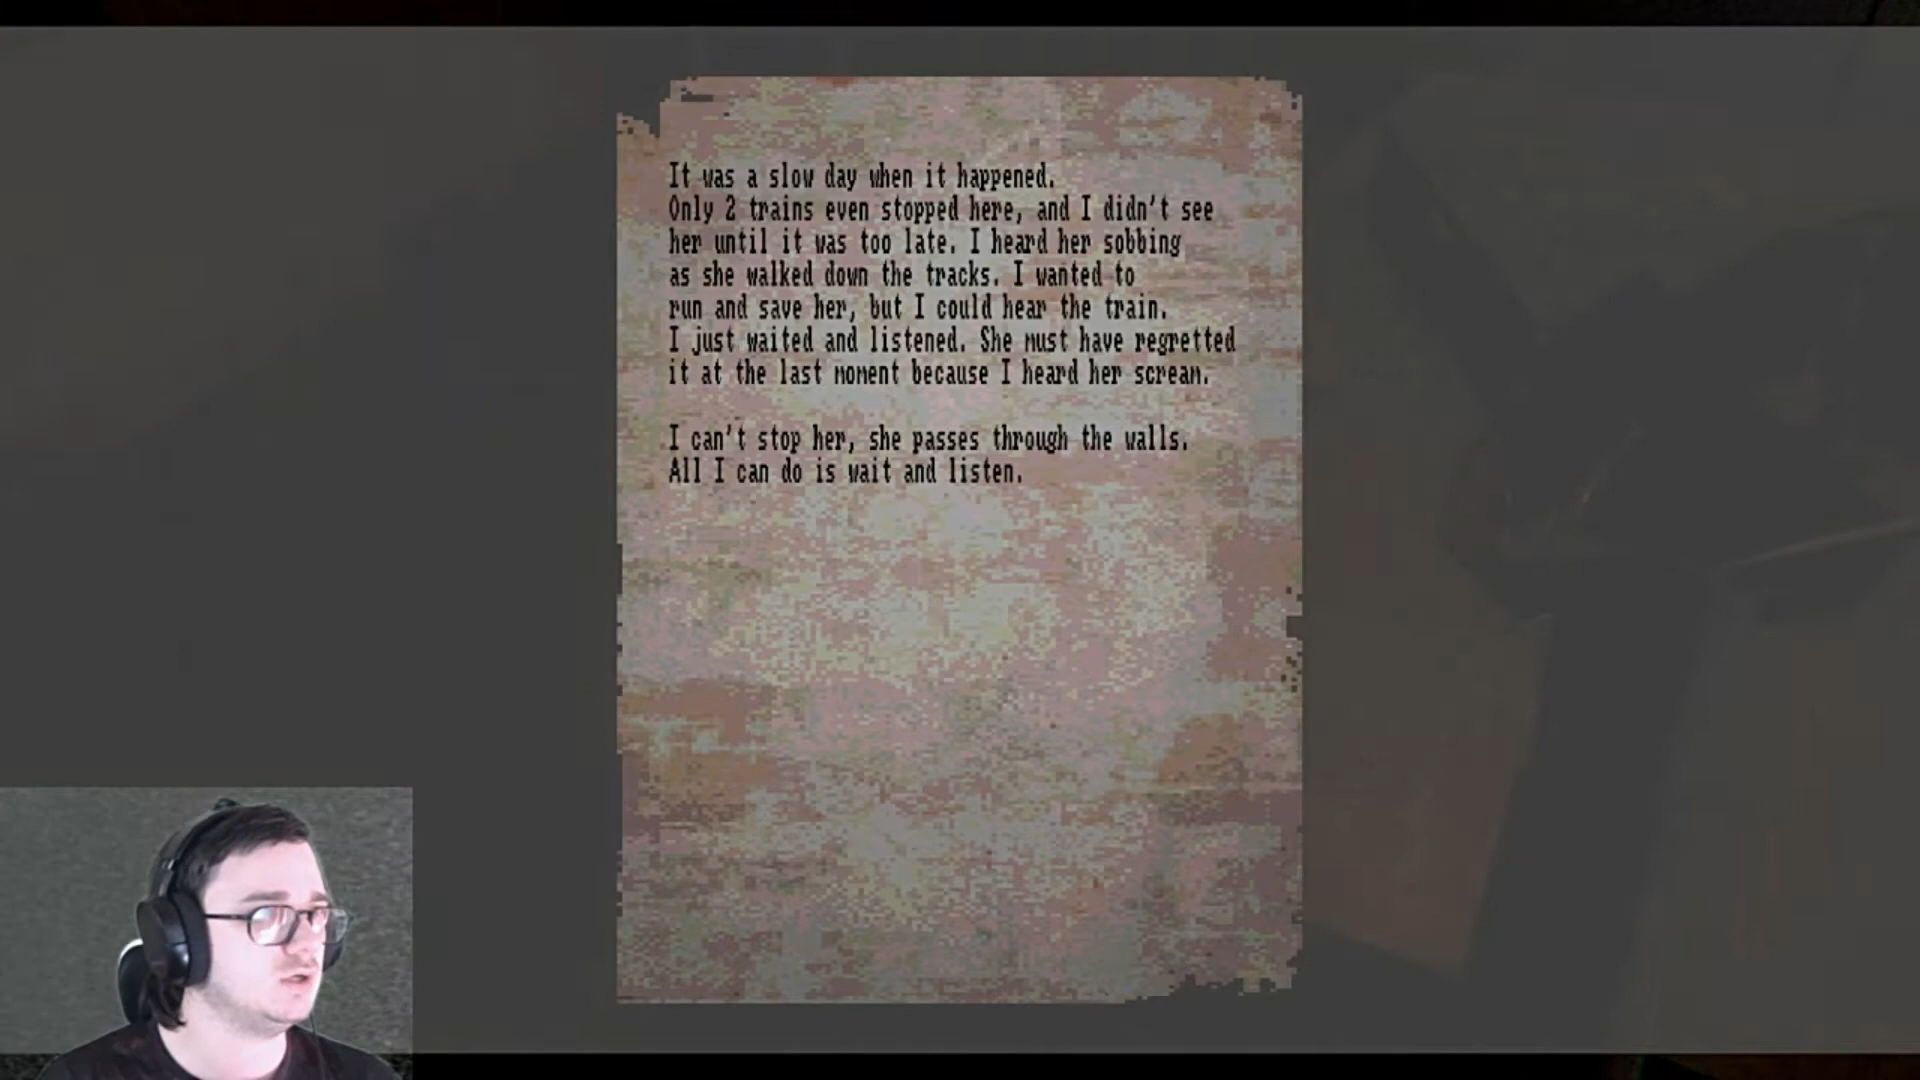 It was a slow day when it happened.
Only 2 trains even stopped here, and I didn't see
her until it was too late. I heard her sobbing
as she walked down the tracks. I wanted to
run and save her, but I could hear the train.
I just waited and listened. She must have regretted
it at the last moment because I heard her scream.
I can't stop her, she passes through the walls.
All I can do is wait and listen.